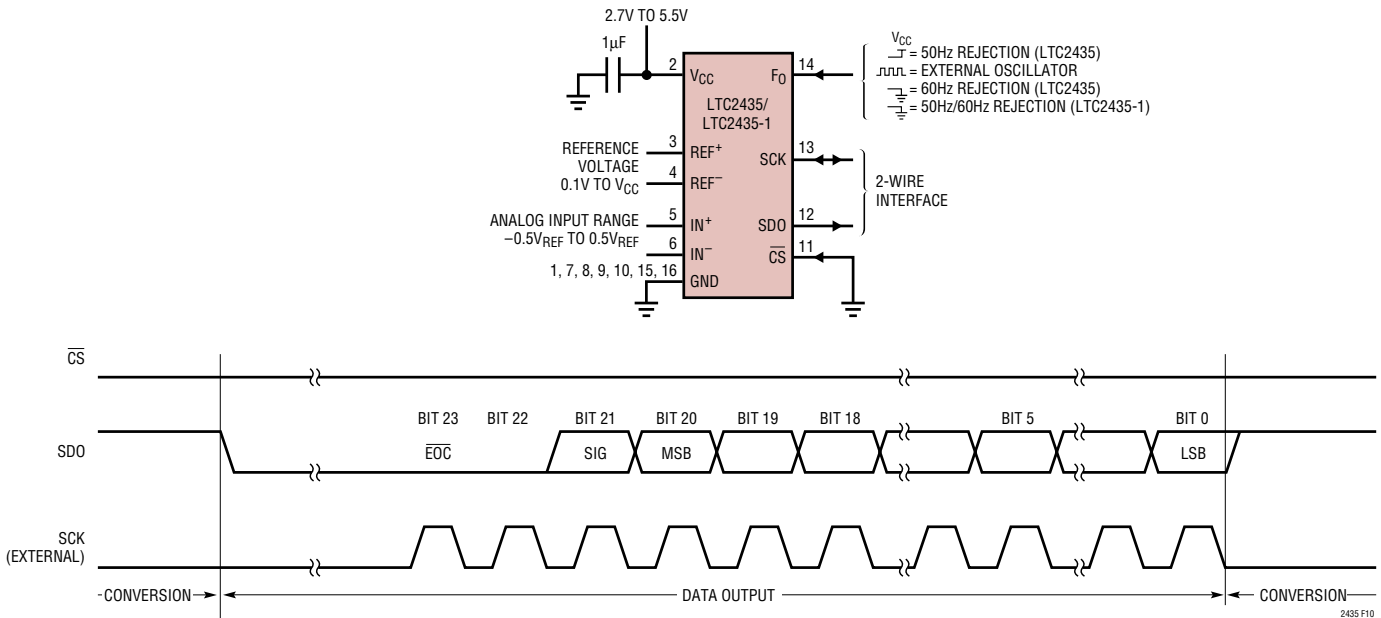 2.7V TO 5.5V
1µF
2
VCC
FO
14
VCC
= 50Hz REJECTION (LTC2435)
= EXTERNAL OSCILLATOR
= 60Hz REJECTION (LTC2435)
= 50Hz/60Hz REJECTION (LTC2435-1)
LTC2435/
LTC2435-1
REFERENCE
VOLTAGE
0.1V TO VCC
3
REF+
4
REF–
SCK
13
2-WIRE
INTERFACE
ANALOG INPUT RANGE
–0.5VREF TO 0.5VREF
5
IN+
6
IN–
SDO
12
CS
11
1, 7, 8, 9, 10, 15, 16
GND
CS
BIT 23 BIT 22 BIT 21 BIT 20 BIT 19 BIT 18 BIT 5 BIT 0
SDO
EOC SIG MSB LSB
SCK
(EXTERNAL)
CONVERSION DATA OUTPUT CONVERSION
2435 F10